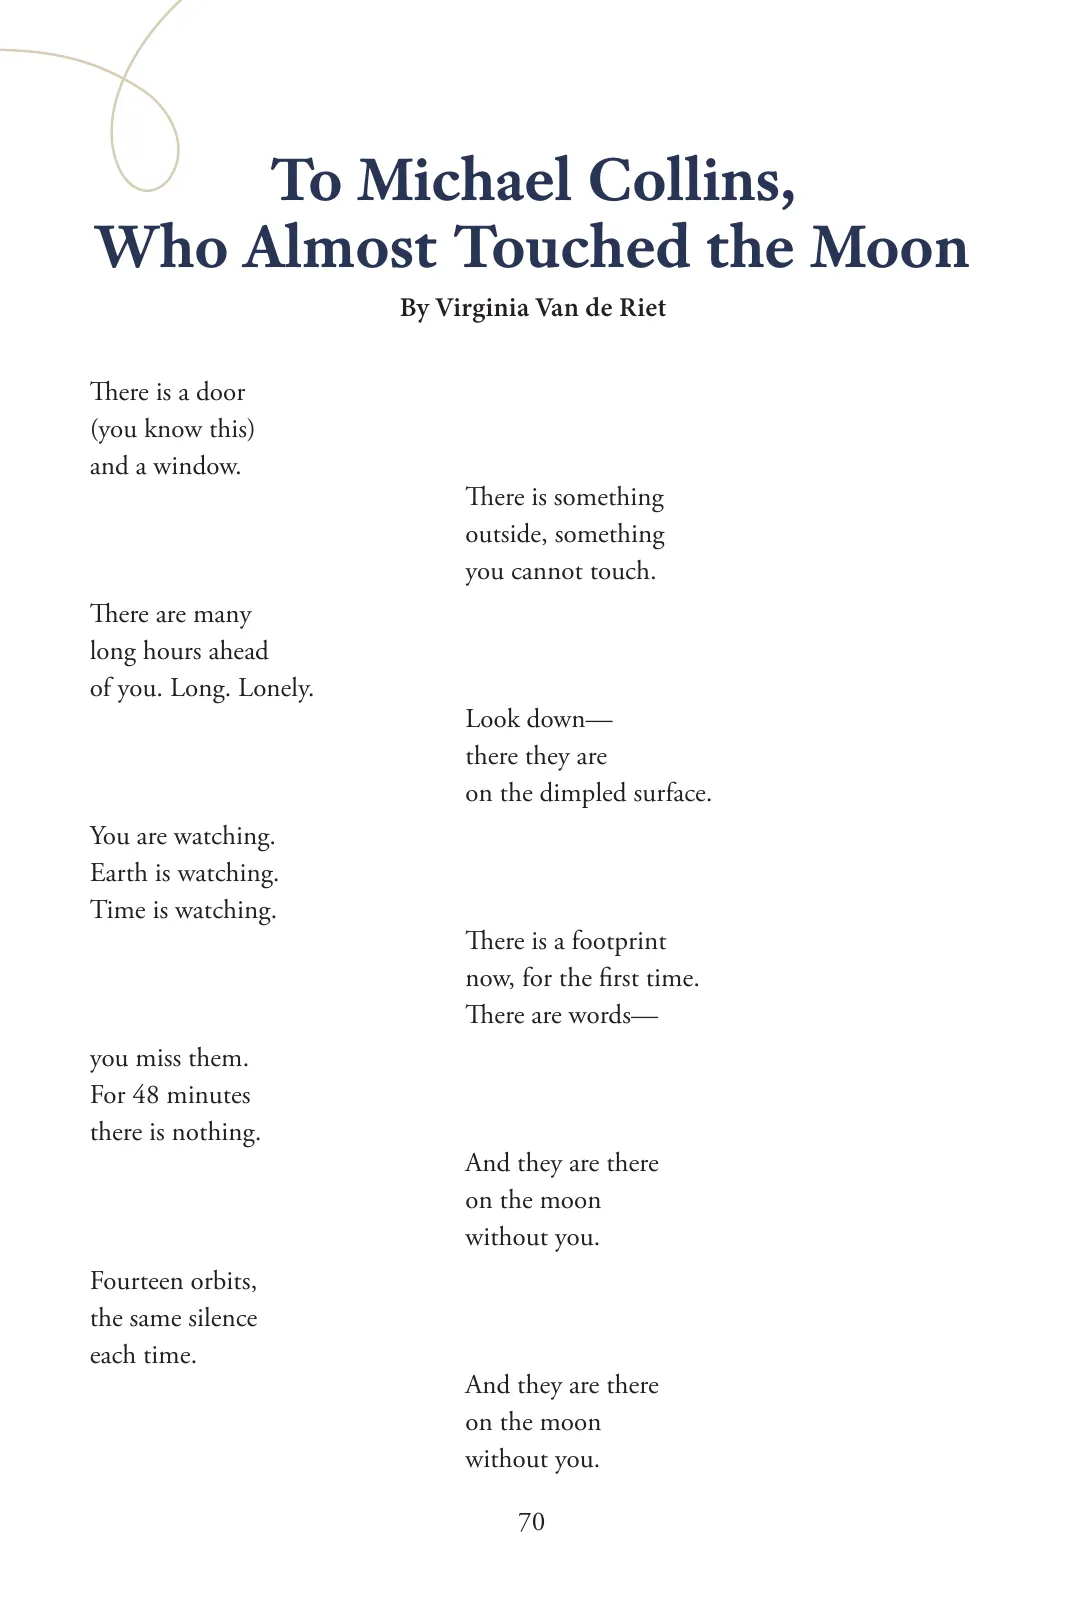 To Michael Collins,
Who Almost Touched the Moon
By Virginia Van de Riet
There is a door
(you know this)
and a window.
There is something
outside, something
you cannot touch.
There are many
long hours ahead
of you. Long. Lonely.
Look down—
there they are
on the dimpled surface.
You are watching.
Earth is watching.
Time is watching.
There is a footprint
now, for the first time.
There are words—
you miss them.
For 48 minutes
there is nothing.
And they are there
on the moon
without you.
Fourteen orbits,
the same silence
each time.
And they are there
on the moon
without you.
70